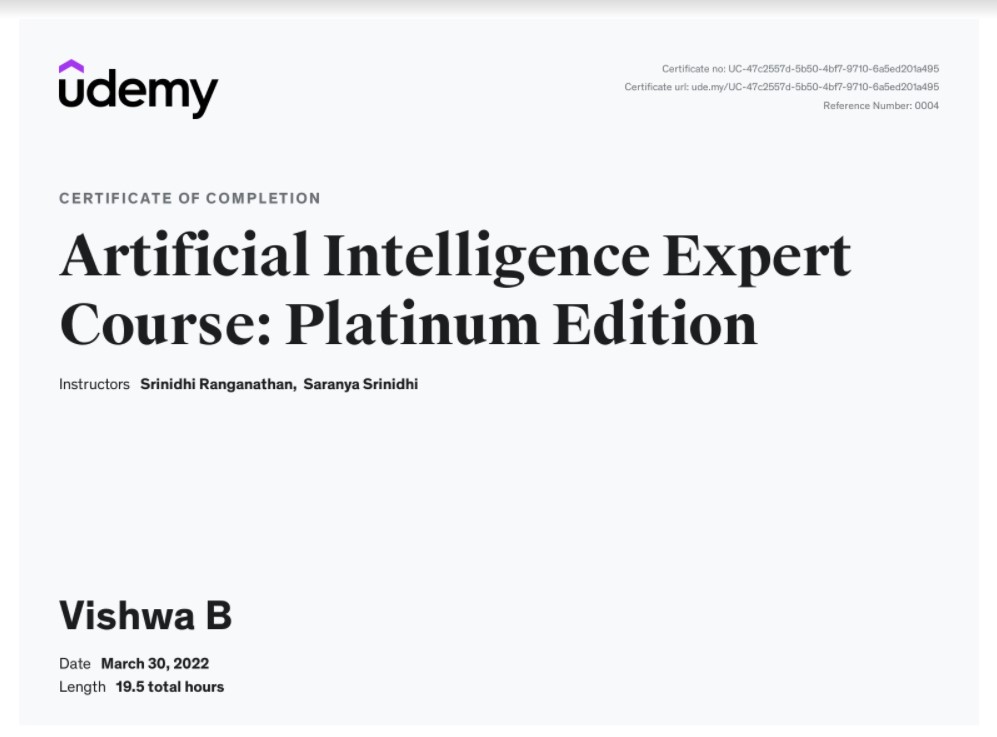 udemy
Certificate no: UC-47c2557d-5b50-4bf7-9710-6a5ed201a495
Certificate url: ude.my/UC-47c2557d-5b50-4bf7-9710-6a5ed201a495
Reference Number: 0004
CERTIFICATE OF COMPLETION
Artificial Intelligence Expert
Course: Platinum Edition
Instructors Srinidhi Ranganathan, Saranya Srinidhi
Vishwa B
Date March 30, 2022
Length 19.5 total hours